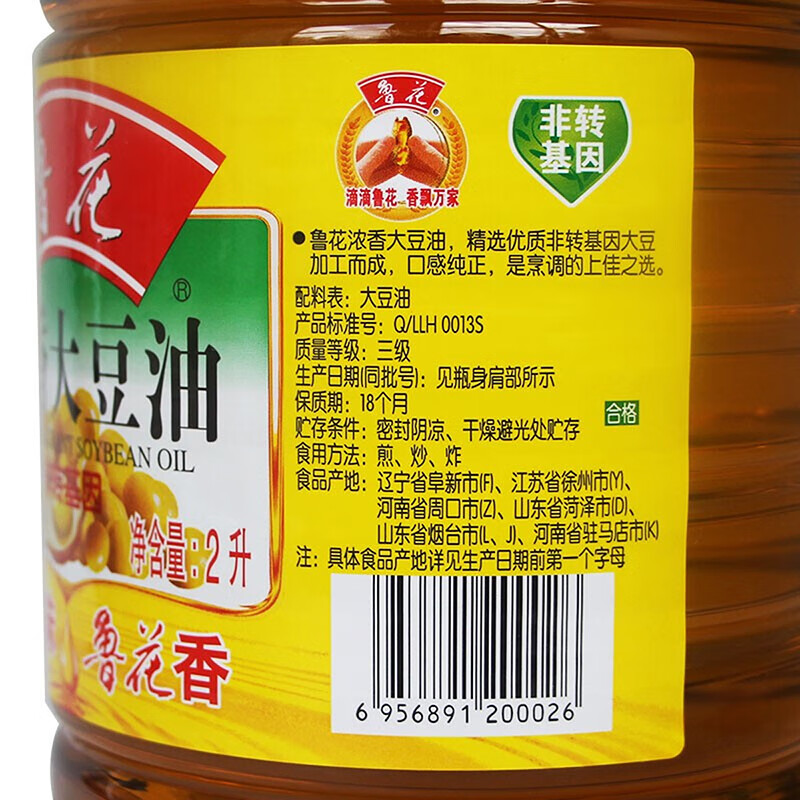 鲁花
®
大豆油
SOYBEAN OIL
基因
净含量:2升
鲁花香
鲁花
®
滴滴鲁花 香飘万家
非转
基因
●鲁花浓香大豆油，精选优质非转基因大豆
加工而成，口感纯正，是烹调的上佳之选。
配料表：大豆油
产品标准号：Q/LLH 0013S
质量等级：三级
生产日期(同批号)：见瓶身肩部所示
保质期：18个月
合格
贮存条件：密封阴凉、干燥避光处贮存
食用方法：煎、炒、炸
食品产地：辽宁省阜新市(F)、江苏省徐州市(Y)、
河南省周口市(Z)、山东省菏泽市(D)、
山东省烟台市(L、J)、河南省驻马店市(K)
注：具体食品产地详见生产日期前第一个字母
6 956891 200026